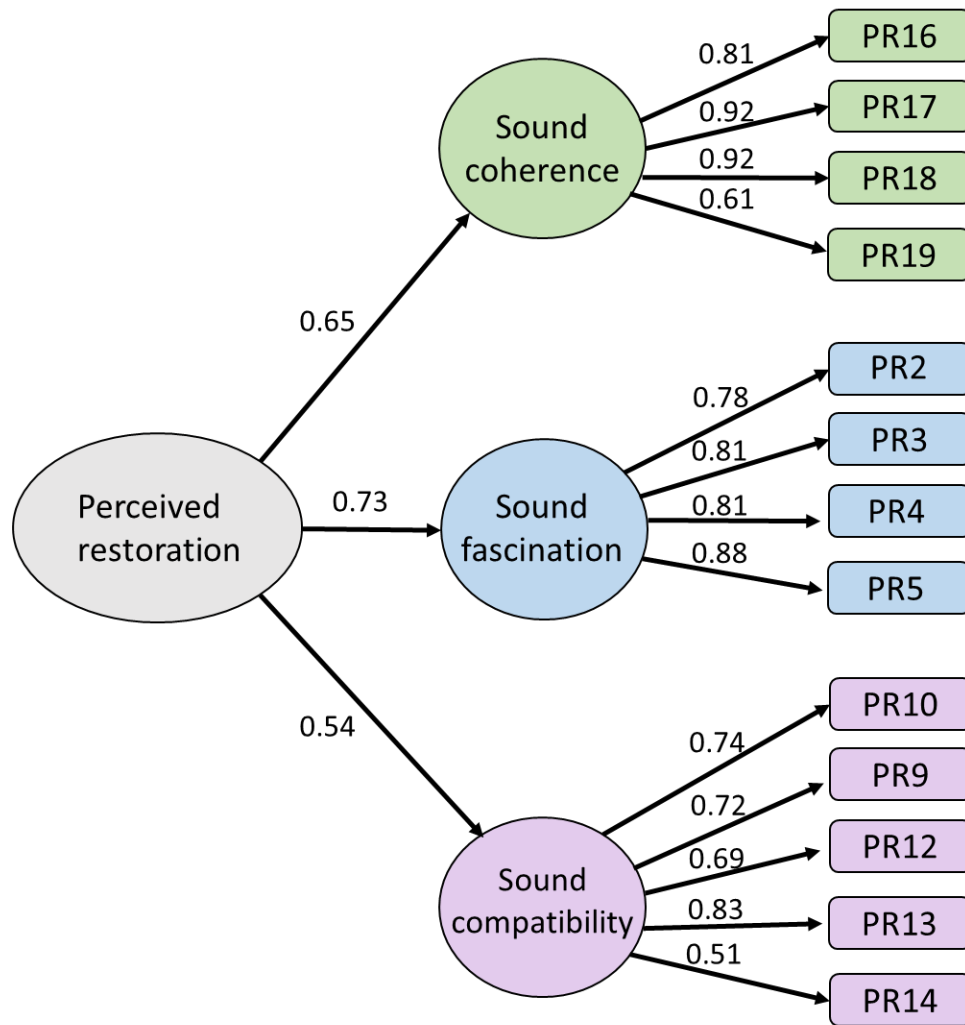 PR16
0.81
PR17
0.92
Sound
coherence
0.92
PR18
0.61
PR19
0.65
PR2
0.78
PR3
0.81
Perceived
restoration
0.73
Sound
fascination
0.81
PR4
0.88
PR5
0.54
PR10
0.74
PR9
0.72
PR12
0.69
Sound
compatibility
0.83
PR13
0.51
PR14